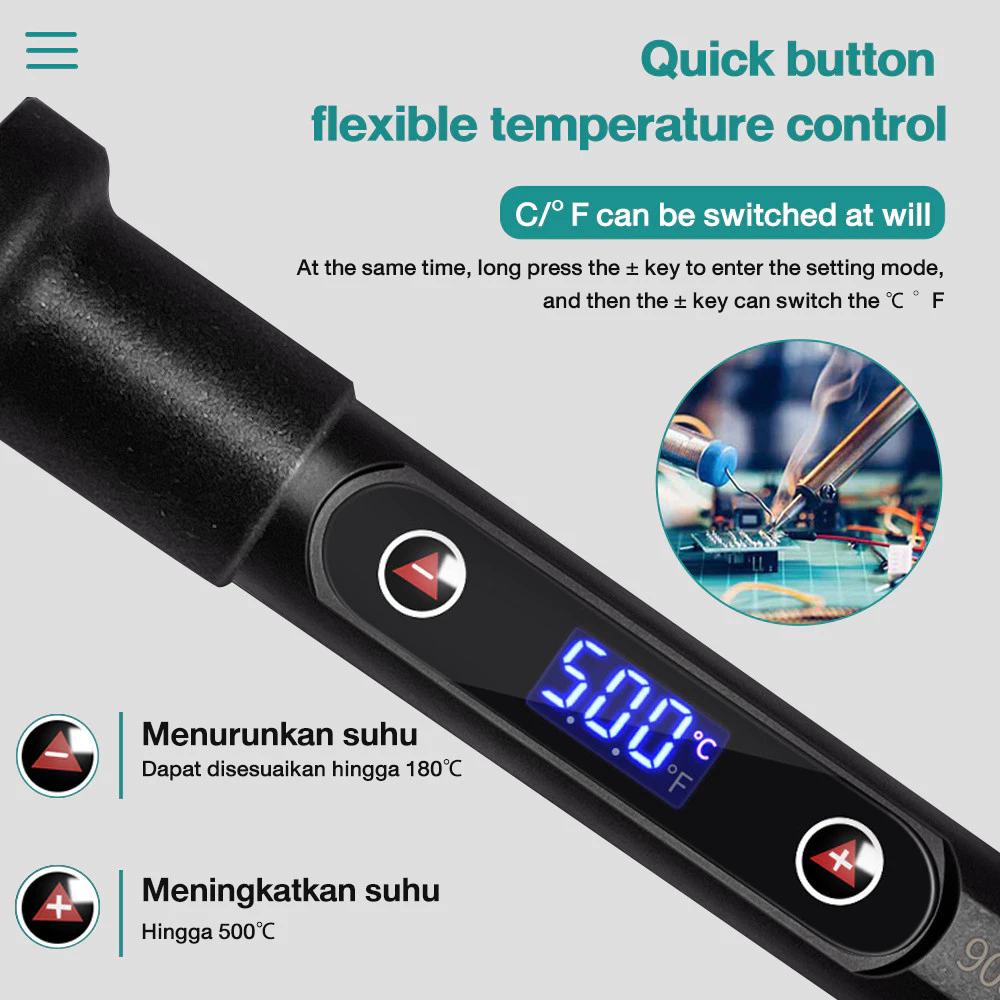 Quick button
flexible temperature control
C/° F can be switched at will
At the same time, long press the ± key to enter the setting mode,
and then the ± key can switch the ℃ ° F
500
℃
°F
Menurunkan suhu
Dapat disesuaikan hingga 180℃
Meningkatkan suhu
Hingga 500℃